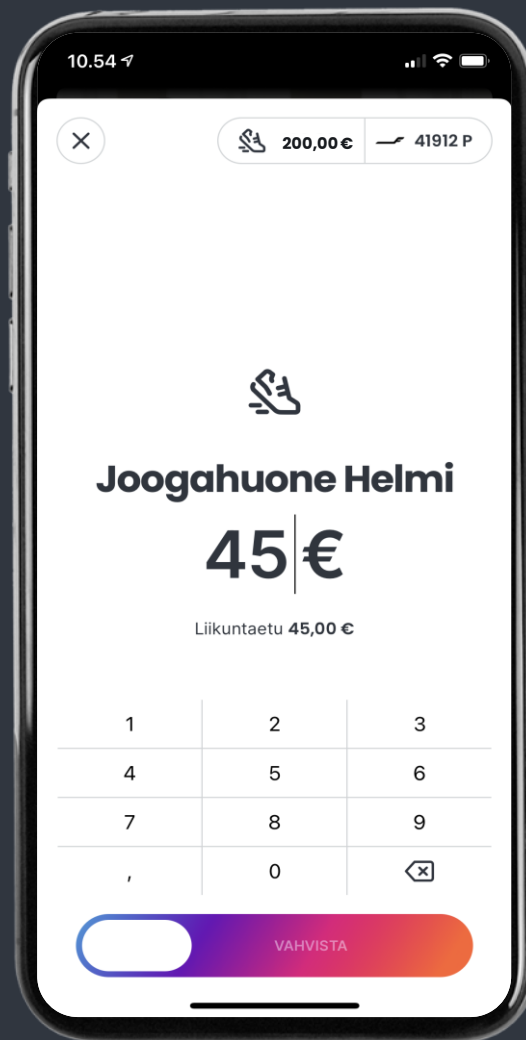 10.54
200,00 €
41912 P
Joogahuone Helmi
45 €
Liikuntaetu 45,00 €
1 2 3
4 5 6
7 8 9
, 0
VAHVISTA